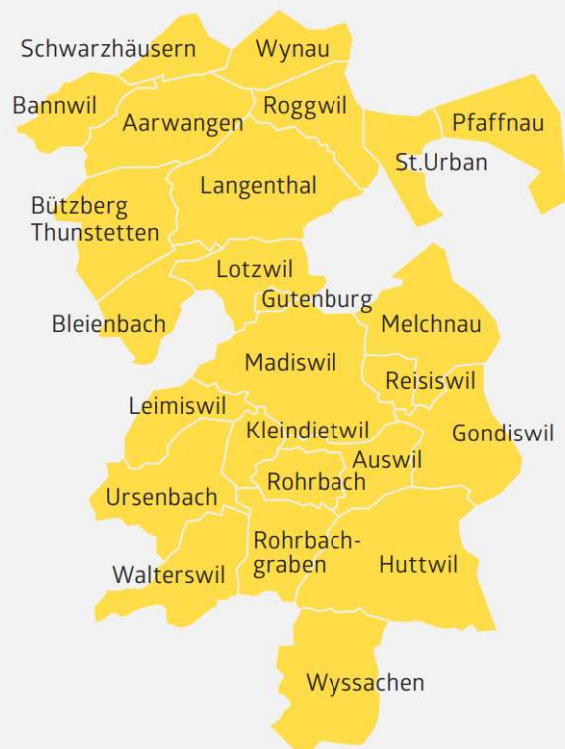 Schwarzhäusern
Wynau
Bannwil
Aarwangen
Roggwil
Pfaffnau
St.Urban
Langenthal
Bützberg
Thunstetten
Lotzwil
Gutenburg
Bleienbach
Melchnau
Madiswil
Reisiswil
Leimiswil
Kleindietwil
Gondiswil
Auswil
Rohrbach
Ursenbach
Rohrbach-
graben
Huttwil
Walterswil
Wyssachen